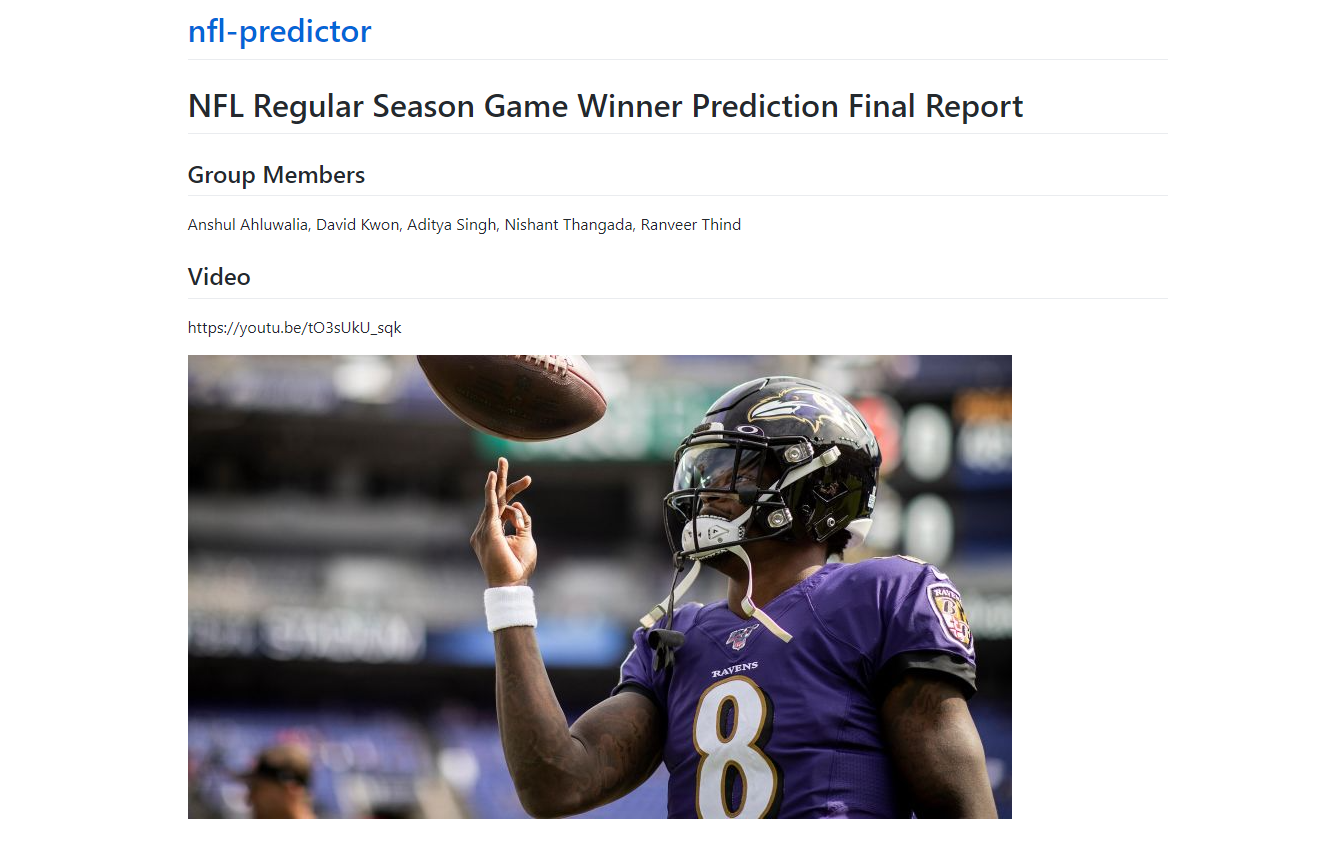 nfl-predictor
NFL Regular Season Game Winner Prediction Final Report
Group Members
Anshul Ahluwalia, David Kwon, Aditya Singh, Nishant Thangada, Ranveer Thind
Video
https://youtu.be/tO3sUkU_sqk
RAVENS
8